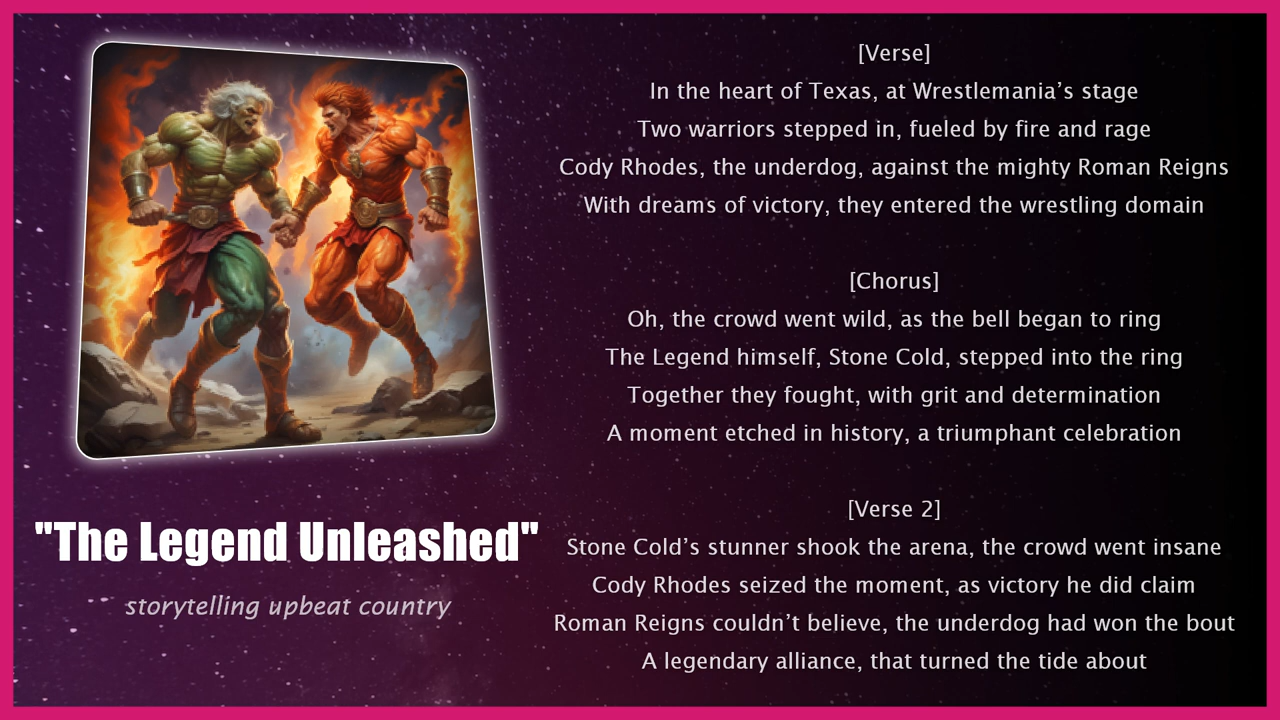 "The Legend Unleashed"
storytelling upbeat country
[Verse]
In the heart of Texas, at Wrestlemania’s stage
Two warriors stepped in, fueled by fire and rage
Cody Rhodes, the underdog, against the mighty Roman Reigns
With dreams of victory, they entered the wrestling domain
[Chorus]
Oh, the crowd went wild, as the bell began to ring
The Legend himself, Stone Cold, stepped into the ring
Together they fought, with grit and determination
A moment etched in history, a triumphant celebration
[Verse 2]
Stone Cold’s stunner shook the arena, the crowd went insane
Cody Rhodes seized the moment, as victory he did claim
Roman Reigns couldn’t believe, the underdog had won the bout
A legendary alliance, that turned the tide about